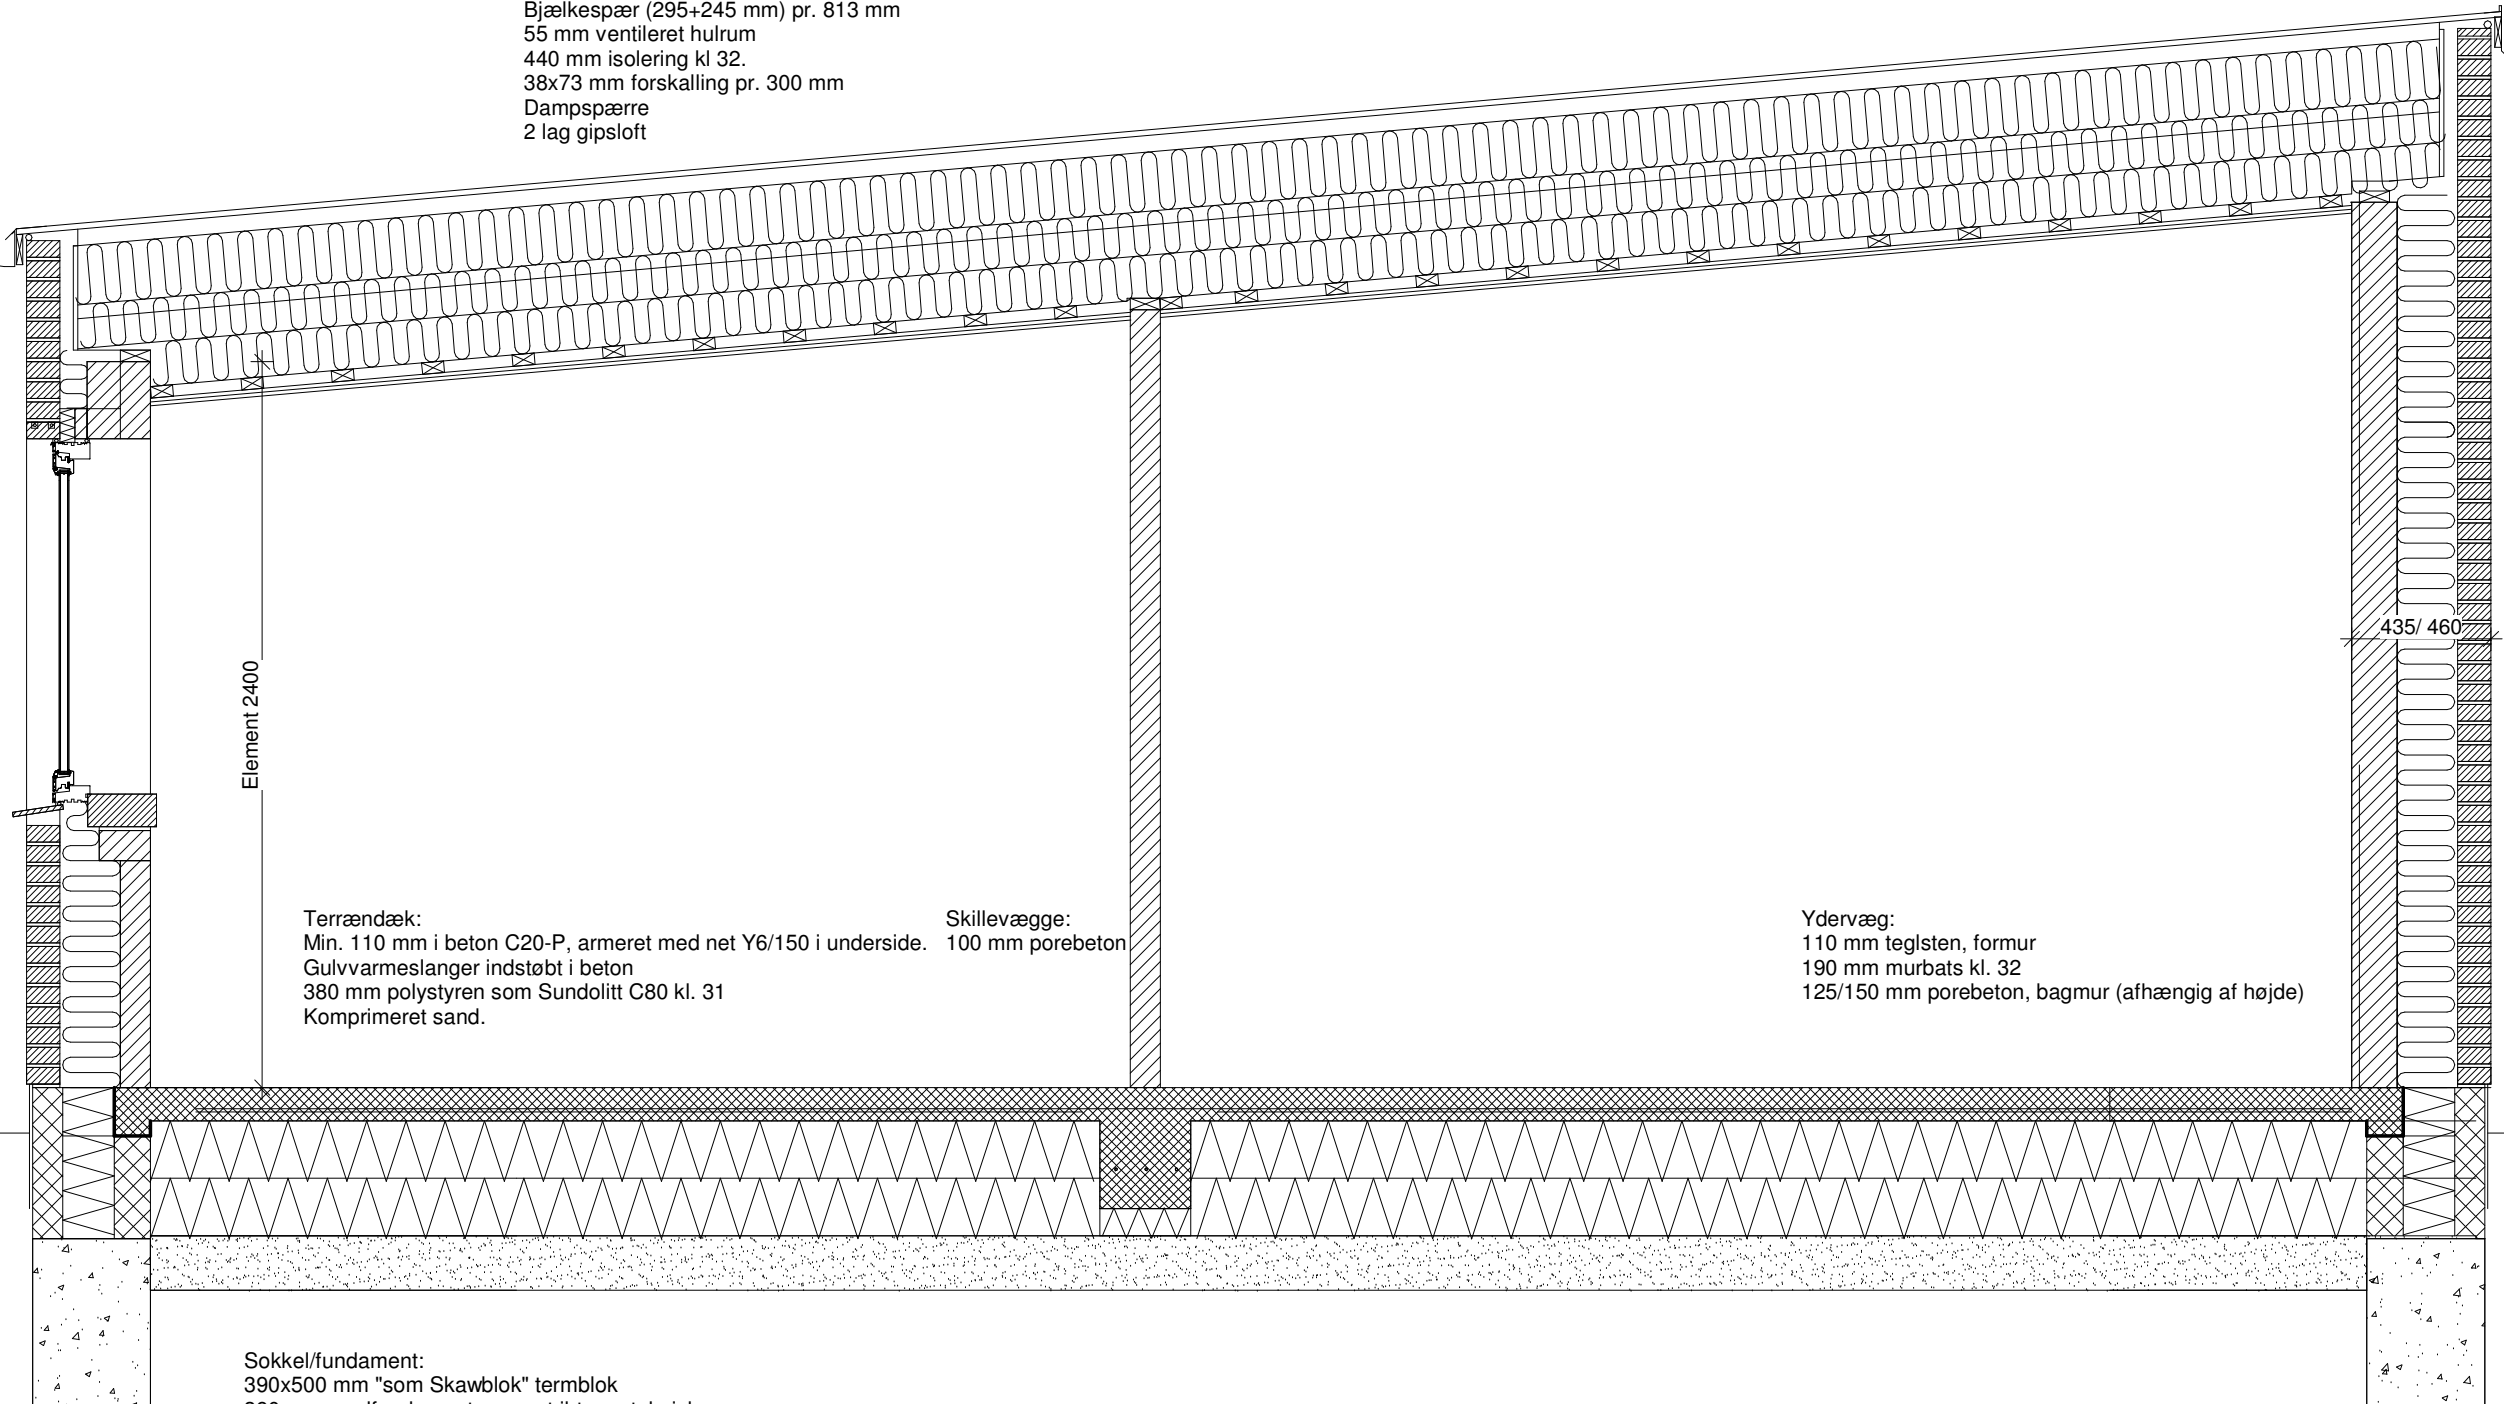 Bjælkespær (295+245 mm) pr. 813 mm
55 mm ventileret hulrum
440 mm isolering kl 32.
38x73 mm forskalling pr. 300 mm
Dampspærre
2 lag gipsloft
435/ 460
Element 2400
Terrændæk:
Min. 110 mm i beton C20-P, armeret med net Y6/150 i underside.
Gulvvarmeslanger indstøbt i beton
380 mm polystyren som Sundolitt C80 kl. 31
Komprimeret sand.
Skillevægge:
100 mm porebeton
Ydervæg:
110 mm teglsten, formur
190 mm murbats kl. 32
125/150 mm porebeton, bagmur (afhængig af højde)
Sokkel/fundament:
390x500 mm "som Skawblok" termblok